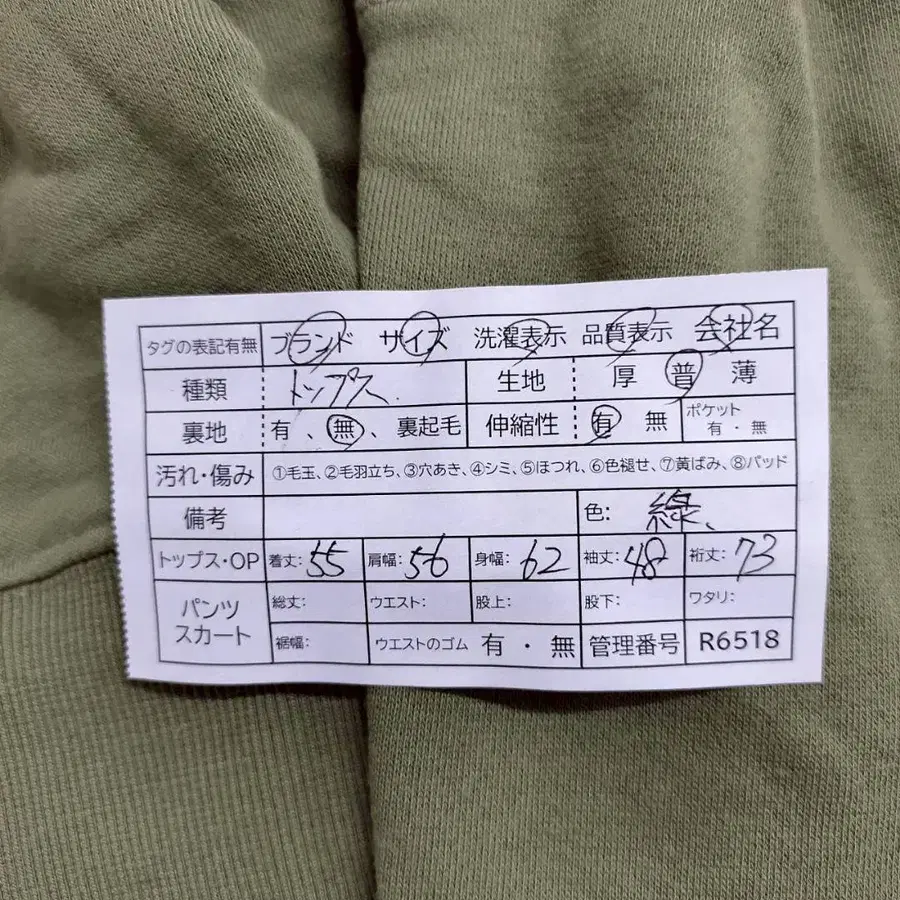 タグの表記有無 ブランド サイズ 洗濯表示 品質表示 会社名
種類 トップス. 生地 厚 普 薄
裏地 有 、 無 、 裏起毛 伸縮性 有 無 ポケット 有 ・ 無
汚れ・傷み ①毛玉、②毛羽立ち、③穴あき、④シミ、⑤ほつれ、⑥色褪せ、⑦黄ばみ、⑧パッド
備考 色: 緑、
トップス・OP 着丈: 55 肩幅: 56 身幅: 62 袖丈: 48 裄丈: 73
パンツ スカート 総丈: ウエスト: 股上: 股下: ワタリ:
裾幅: ウエストのゴム 有 ・ 無 管理番号 R6518